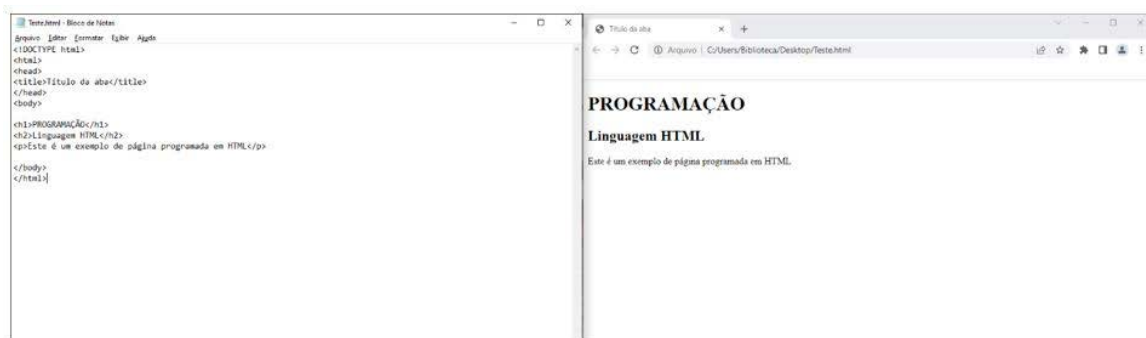 Teste.html - Bloco de Notas
Arquivo Editar Formatar Exibir Ajuda
<!DOCTYPE html>
<html>
<head>
<title>Título da aba</title>
</head>
<body>
<h1>PROGRAMAÇÃO</h1>
<h2>Linguagem HTML</h2>
<p>Este é um exemplo de página programada em HTML</p>
</body>
</html>
Título da aba
Arquivo | C:/Users/Biblioteca/Desktop/Teste.html
PROGRAMAÇÃO
Linguagem HTML
Este é um exemplo de página programada em HTML